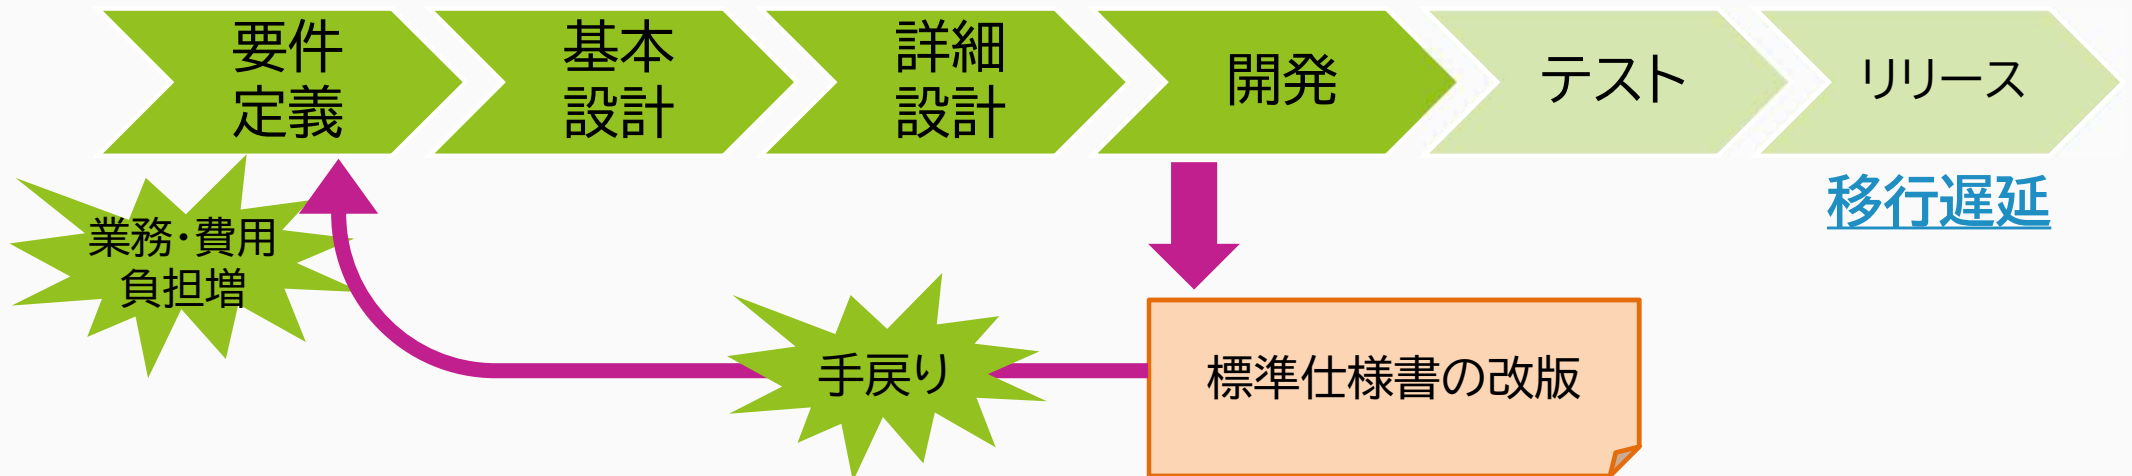 要件
定義
基本
設計
詳細
設計
開発
テスト
リリース
移行遅延
業務・費用
負担増
手戻り
標準仕様書の改版